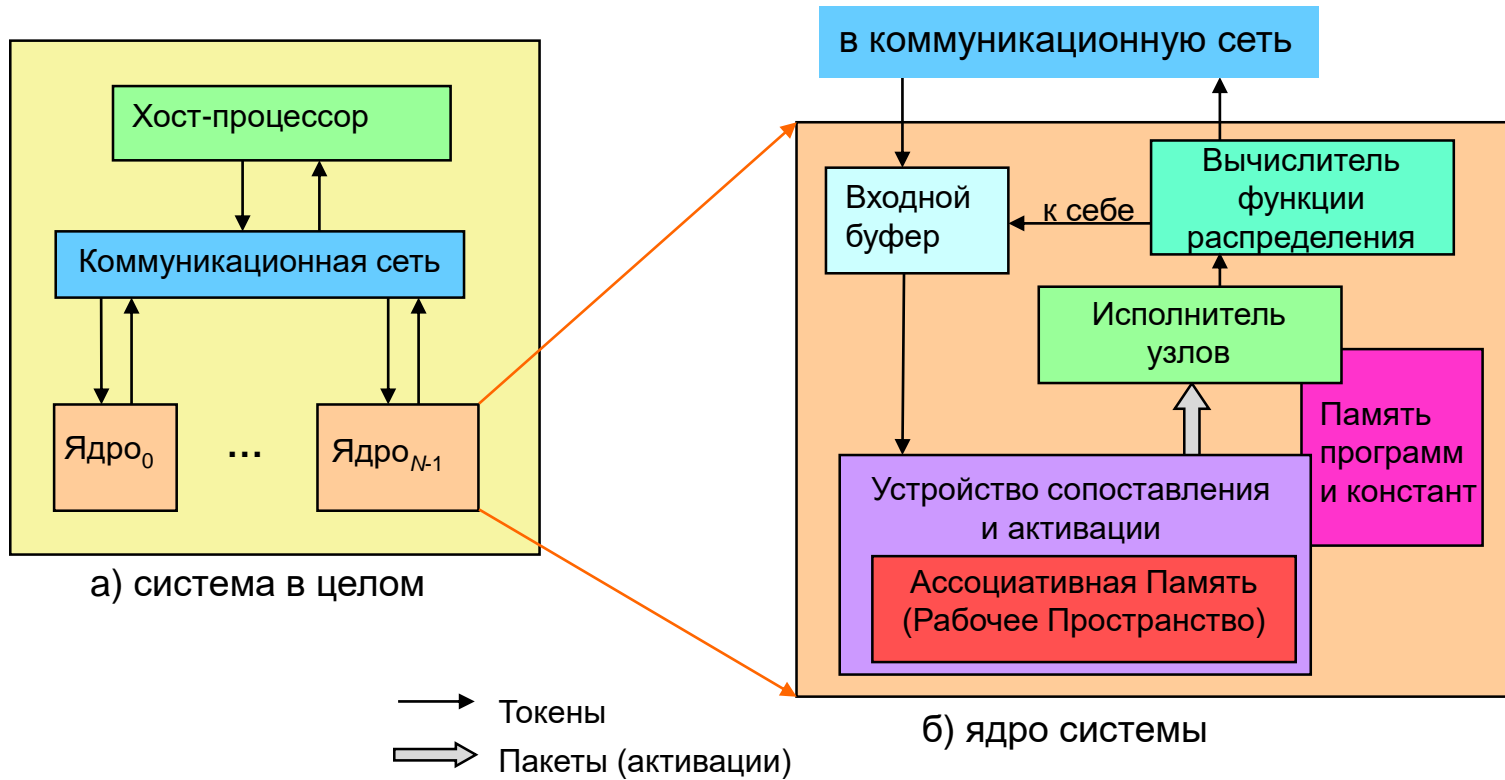 Хост-процессор
Коммуникационная сеть
Ядро0
...
ЯдроN-1
а) система в целом
в коммуникационную сеть
Входной
буфер
к себе
Вычислитель
функции
распределения
Исполнитель
узлов
Память
программ
и констант
Устройство сопоставления
и активации
Ассоциативная Память
(Рабочее Пространство)
б) ядро системы
Токены
Пакеты (активации)